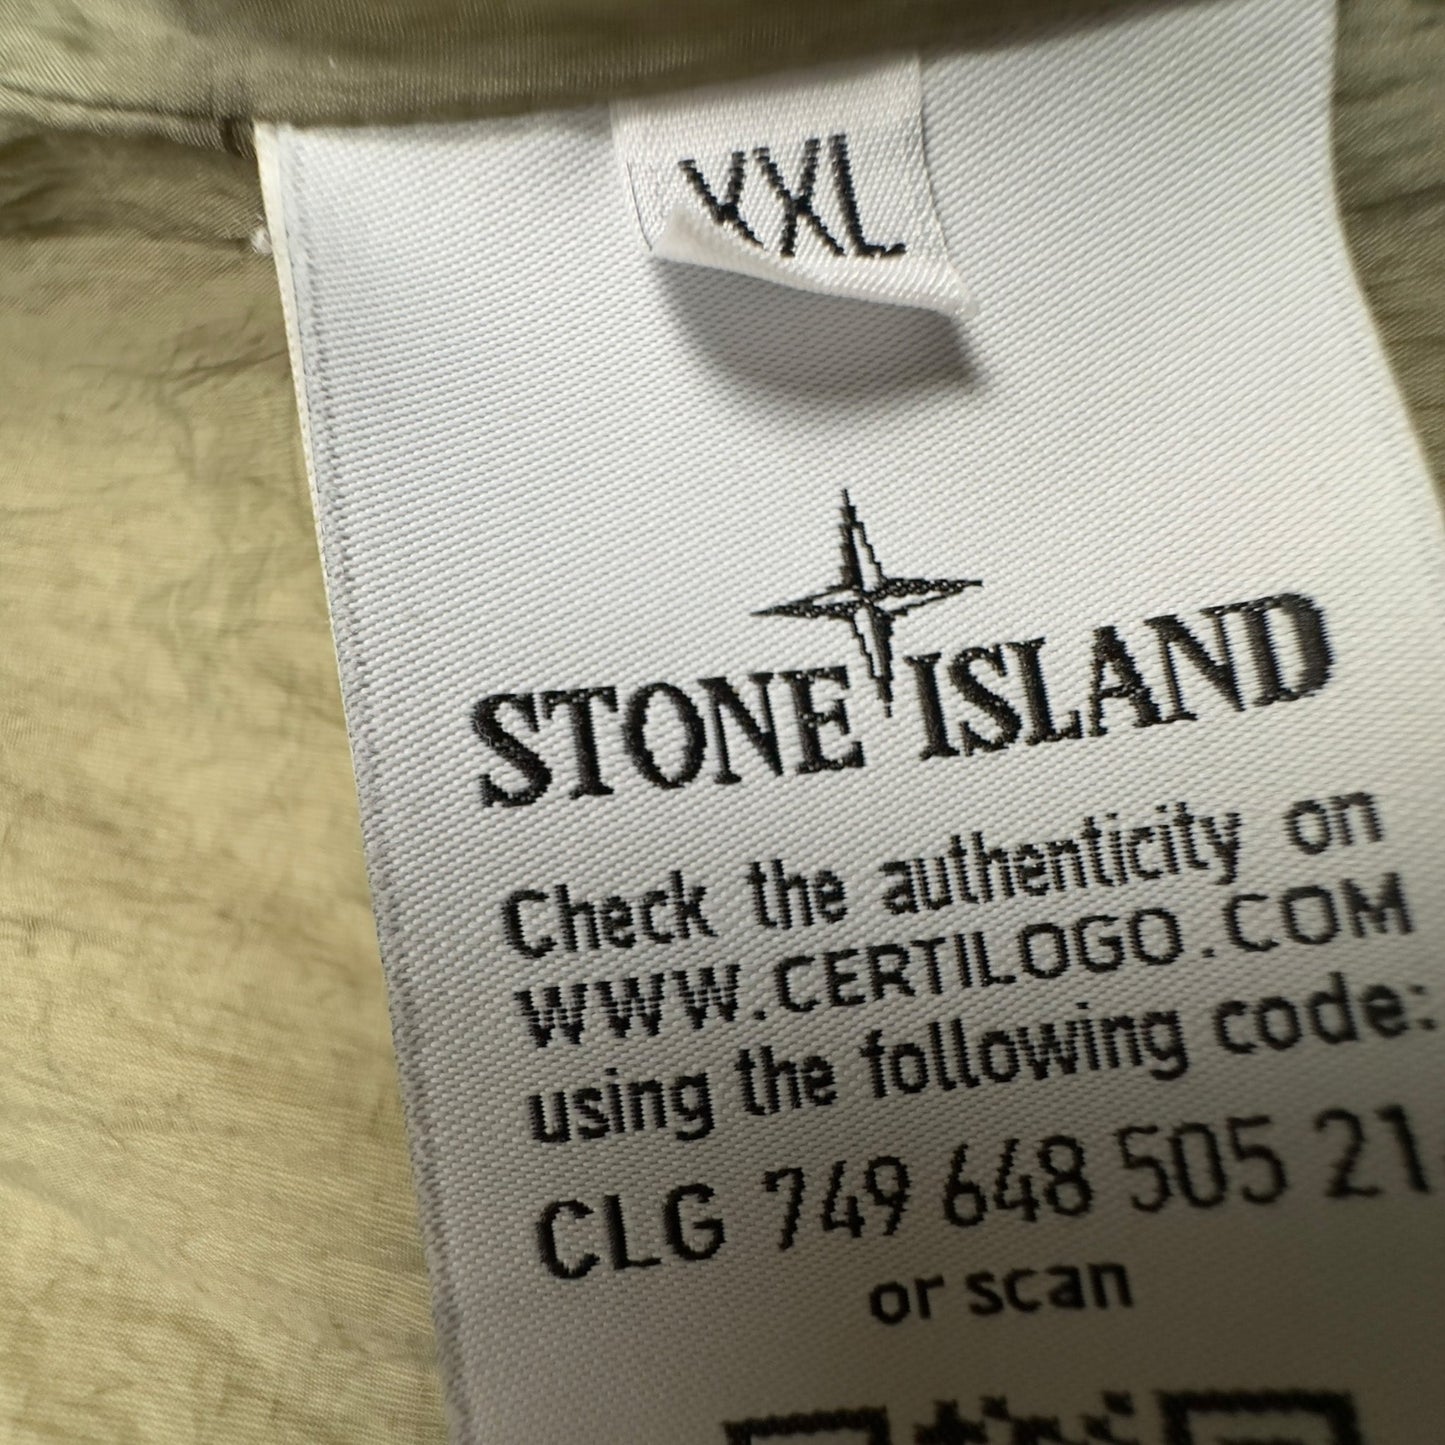 XXL
STONE ISLAND
Check the authenticity on
WWW.CERTILOGO.COM
using the following code:
CLG 749 648 505 21
or scan